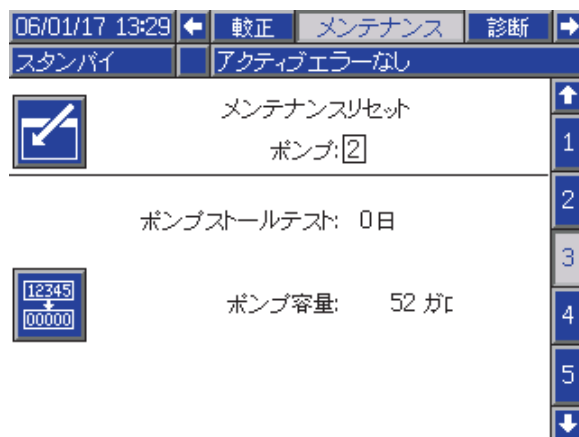 06/01/17 13:29 較正 メンテナンス 診断
スタンバイ アクティブエラーなし
メンテナンスリセット
ポンプ:2
1
2
ポンプストールテスト: 0日
3
12345
00000
ポンプ容量: 52 ガロ
4
5